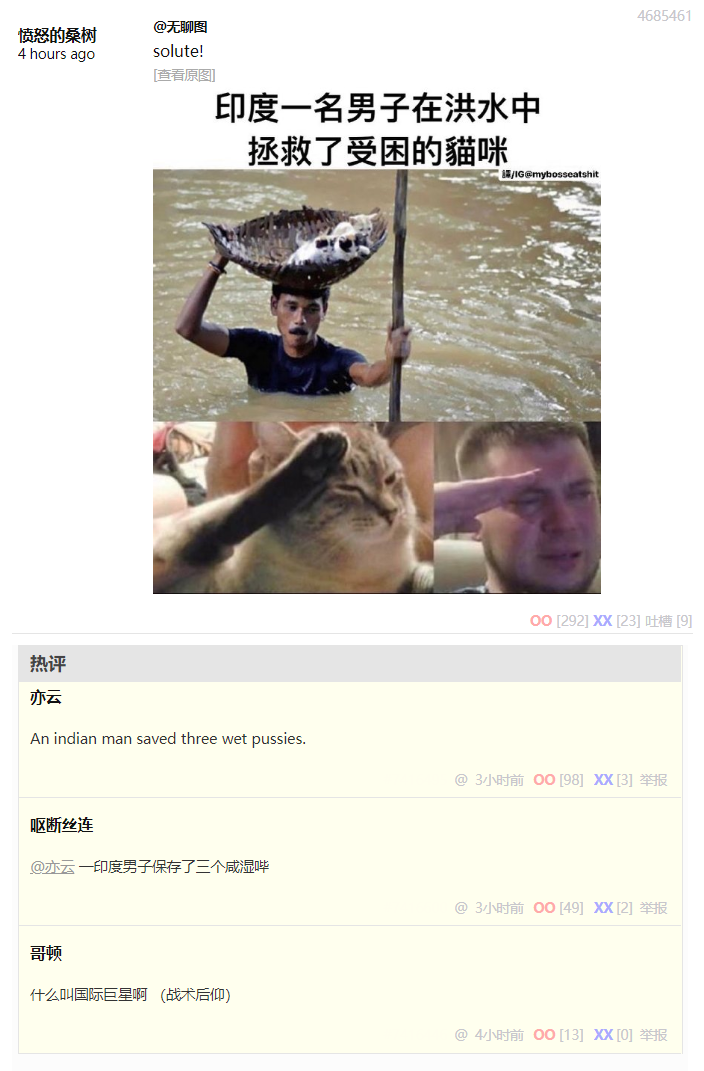 4685461
愤怒的桑树
4 hours ago
@无聊图
solute!
[查看原图]
印度一名男子在洪水中
拯救了受困的貓咪
譯/IG@mybosseatshit
OO [292] XX [23] 吐槽 [9]
热评
亦云
An indian man saved three wet pussies.
@ 3小时前 OO [98] XX [3] 举报
呕断丝连
@亦云 一印度男子保存了三个咸湿哔
@ 3小时前 OO [49] XX [2] 举报
哥顿
什么叫国际巨星啊 （战术后仰）
@ 4小时前 OO [13] XX [0] 举报